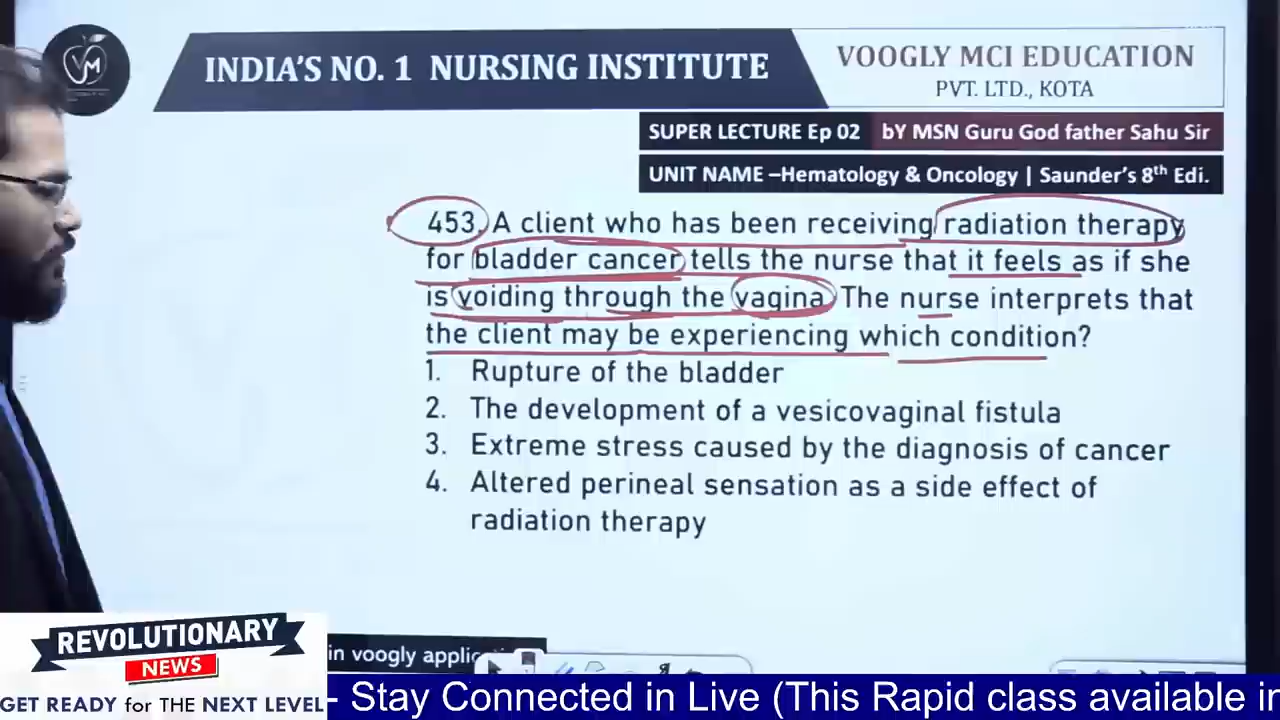 VM
INDIA'S NO. 1 NURSING INSTITUTE
VOOGLY MCI EDUCATION
PVT. LTD., KOTA
SUPER LECTURE Ep 02
bY MSN Guru God father Sahu Sir
UNIT NAME –Hematology & Oncology | Saunder's 8th Edi.
453. A client who has been receiving radiation therapy
for bladder cancer tells the nurse that it feels as if she
is voiding through the vagina. The nurse interprets that
the client may be experiencing which condition?
1. Rupture of the bladder
2. The development of a vesicovaginal fistula
3. Extreme stress caused by the diagnosis of cancer
4. Altered perineal sensation as a side effect of
radiation therapy
REVOLUTIONARY
NEWS
GET READY for THE NEXT LEVEL
in voogly applic
- Stay Connected in Live (This Rapid class available in